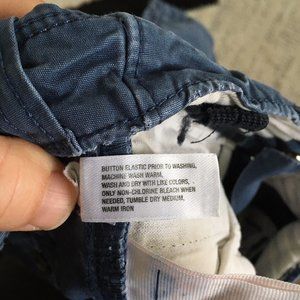 BUTTON ELASTIC PRIOR TO WASHING,
MACHINE WASH WARM,
WASH AND DRY WITH LIKE COLORS,
ONLY NON-CHLORINE BLEACH WHEN
NEEDED, TUMBLE DRY MEDIUM,
WARM IRON